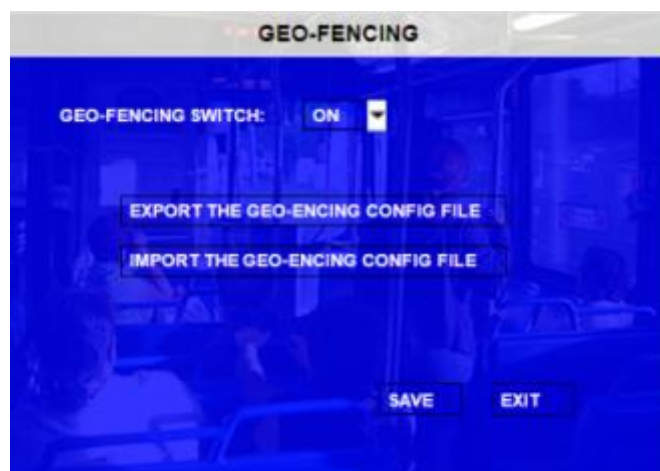 GEO-FENCING
GEO-FENCING SWITCH: ON
EXPORT THE GEO-ENCING CONFIG FILE
IMPORT THE GEO-ENCING CONFIG FILE
SAVE EXIT